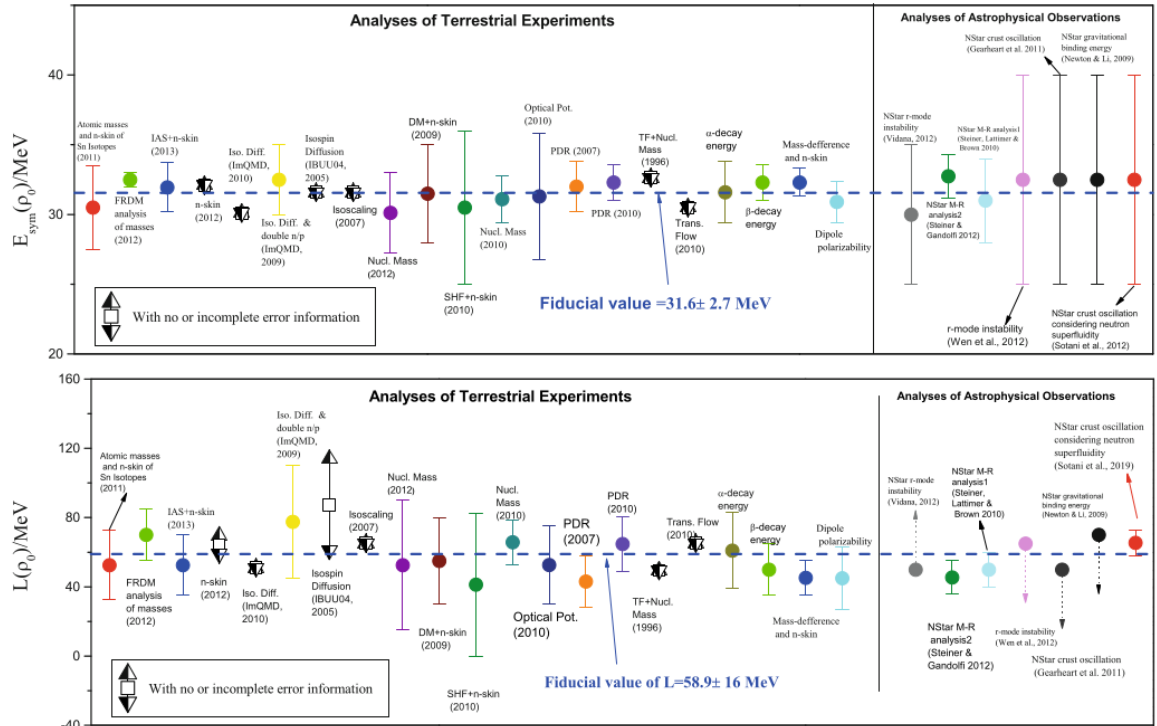 Analyses of Terrestrial Experiments
Analyses of Astrophysical Observations
E_sym(ρ₀)/MeV
40
30
20
Atomic masses
and n-skin of
Sn Isotopes
(2011)
FRDM
analysis
of masses
(2012)
IAS+n-skin
(2013)
n-skin
(2012)
Iso. Diff.
(ImQMD,
2010)
Iso. Diff.
& double n/p
(ImQMD,
2009)
Isospin
Diffusion
(IBUU04,
2005)
Isoscaling
(2007)
Nucl. Mass
(2012)
DM+n-skin
(2009)
SHF+n-skin
(2010)
Nucl. Mass
(2010)
Optical Pot.
(2010)
PDR (2007)
PDR (2010)
TF+Nucl.
Mass
(1996)
Trans.
Flow
(2010)
α-decay
energy
β-decay
energy
Mass-defference
and n-skin
Dipole
polarizability
With no or incomplete error information
Fiducial value =31.6± 2.7 MeV
NStar r-mode
instability
(Vidana, 2012)
NStar M-R
analysis2
(Steiner &
Gandolfi 2012)
NStar M-R analysis1
(Steiner, Lattimer &
Brown 2010)
r-mode instability
(Wen et al., 2012)
NStar crust oscillation
(Gearheart et al. 2011)
NStar gravitational
binding energy
(Newton & Li, 2009)
NStar crust oscillation
considering neutron
superfluidity
(Sotani et al., 2012)
Analyses of Terrestrial Experiments
Analyses of Astrophysical Observations
L(ρ₀)/MeV
160
120
80
40
0
-40
Atomic masses
and n-skin of
Sn Isotopes
(2011)
FRDM
analysis
of masses
(2012)
IAS+n-skin
(2013)
n-skin
(2012)
Iso. Diff.
(ImQMD,
2010)
Iso. Diff. &
double n/p
(ImQMD,
2009)
Isospin
Diffusion
(IBUU04,
2005)
Isoscaling
(2007)
Nucl. Mass
(2012)
DM+n-skin
(2009)
SHF+n-skin
(2010)
Nucl.
Mass
(2010)
Optical Pot.
(2010)
PDR
(2007)
PDR
(2010)
TF+Nucl.
Mass
(1996)
Trans. Flow
(2010)
α-decay
energy
β-decay
energy
Mass-defference
and n-skin
Dipole
polarizability
With no or incomplete error information
Fiducial value of L=58.9± 16 MeV
NStar r-mode
instability
(Vidana, 2012)
NStar M-R
analysis2
(Steiner &
Gandolfi 2012)
NStar M-R
analysis1
(Steiner,
Lattimer &
Brown 2010)
r-mode instability
(Wen et al., 2012)
NStar crust oscillation
(Gearheart et al.
2011)
NStar gravitational
binding energy
(Newton & Li, 2009)
NStar crust oscillation
considering neutron
superfluidity
(Sotani et al., 2019)